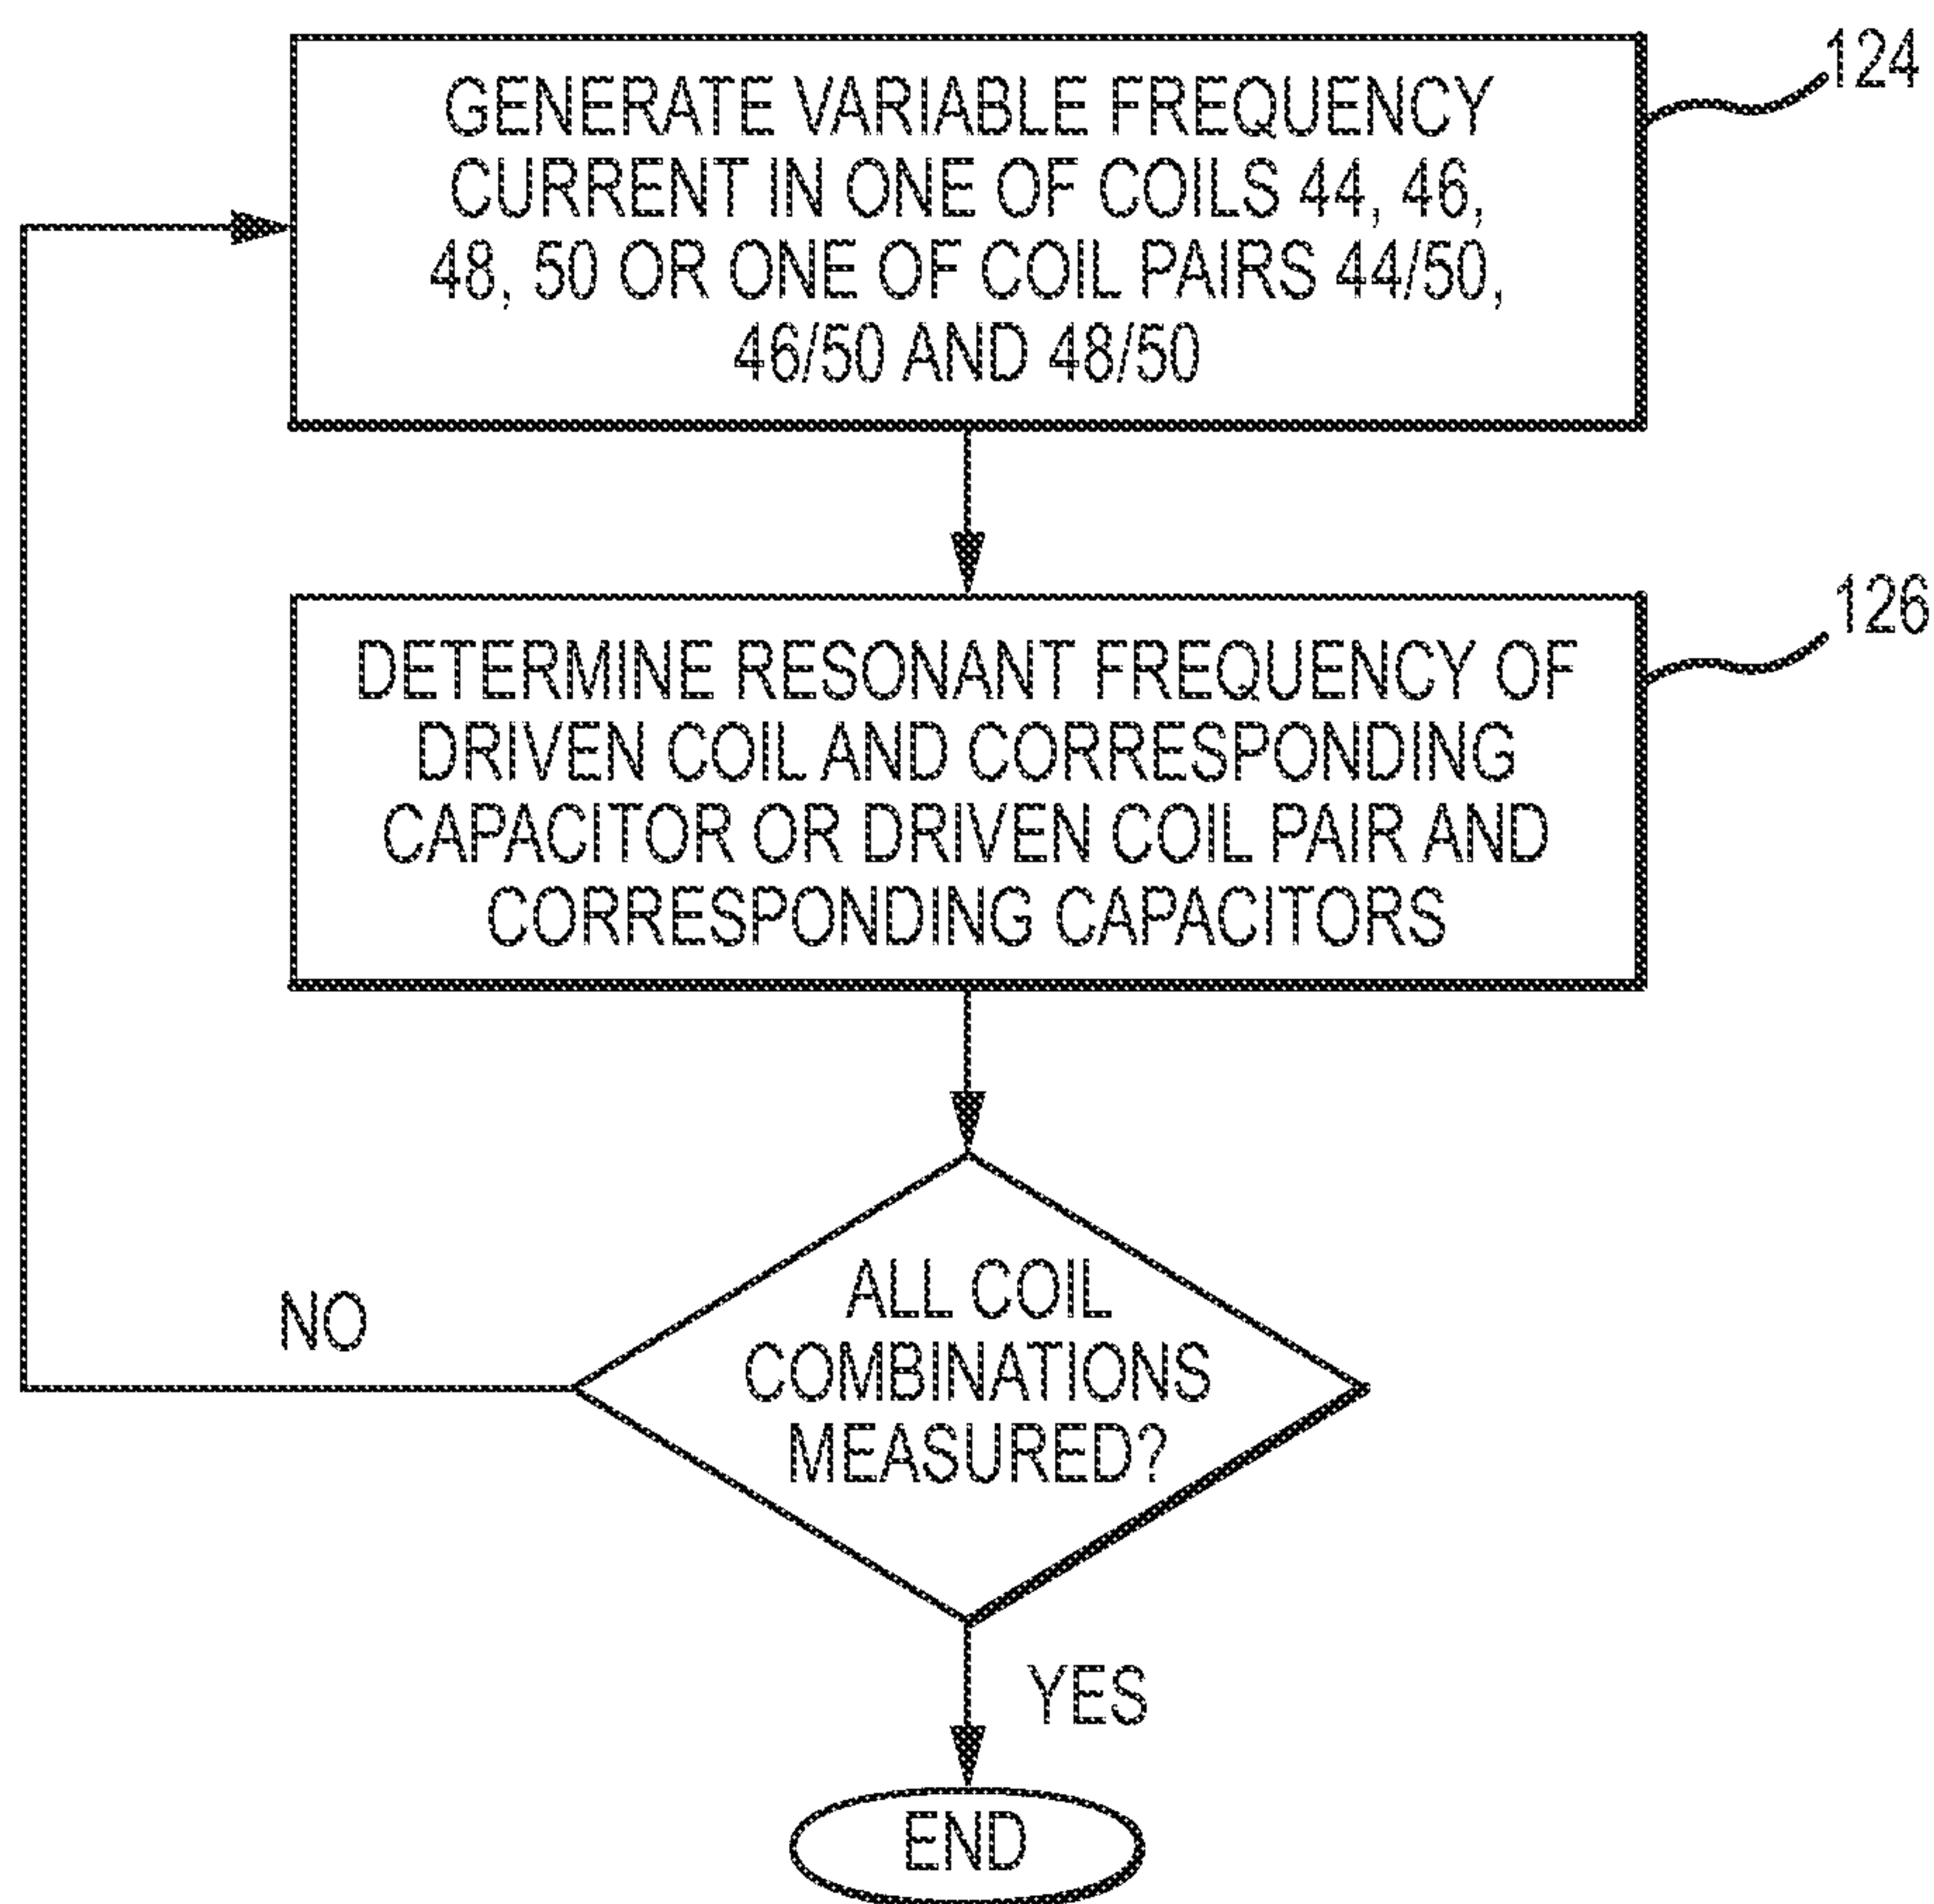 124
GENERATE VARIABLE FREQUENCY
CURRENT IN ONE OF COILS 44, 46,
48, 50 OR ONE OF COIL PAIRS 44/50,
46/50 AND 48/50
126
DETERMINE RESONANT FREQUENCY OF
DRIVEN COIL AND CORRESPONDING
CAPACITOR OR DRIVEN COIL PAIR AND
CORRESPONDING CAPACITORS
ALL COIL
COMBINATIONS
MEASURED?
NO
YES
END